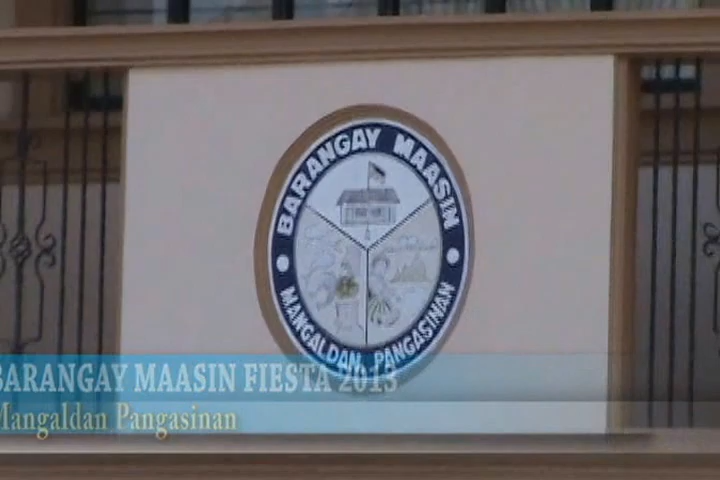 BARANGAY MAASIN
MANGALDAN, PANGASINAN
BARANGAY MAASIN FIESTA 2013
Mangaldan Pangasinan